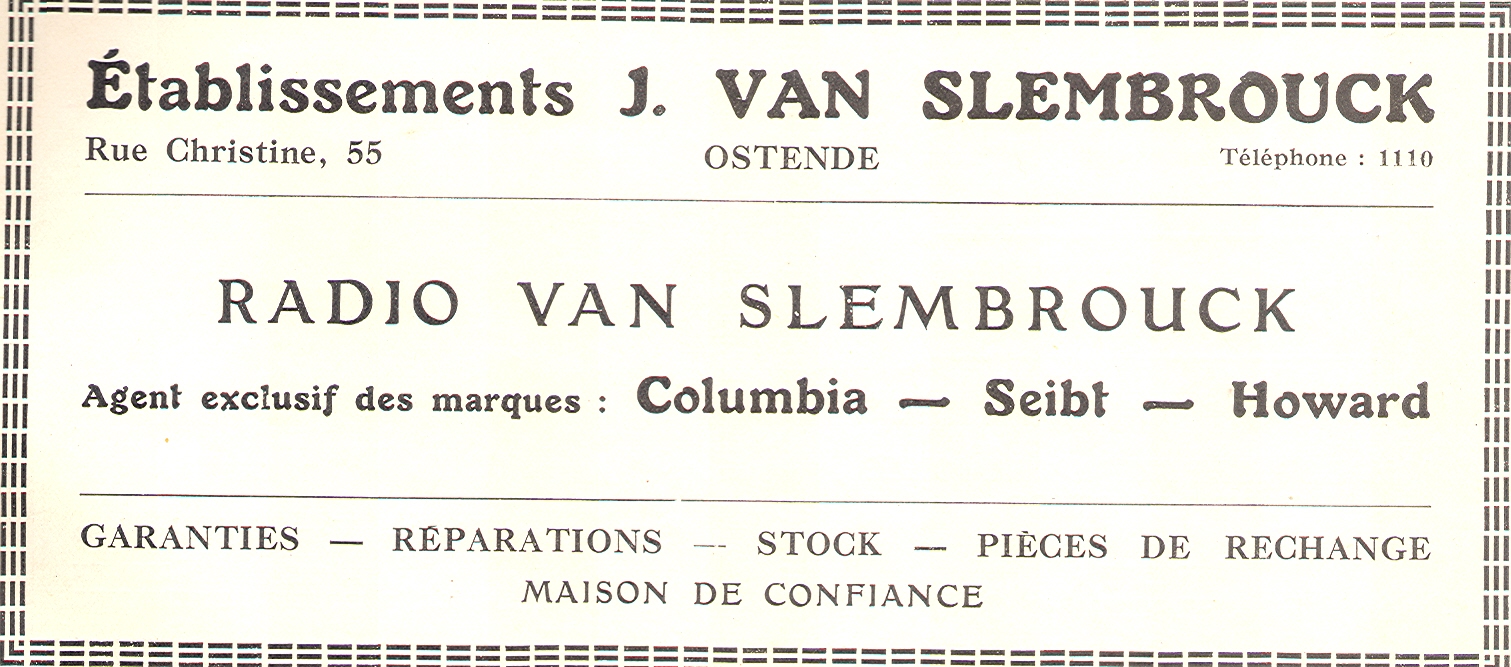 Établissements J. VAN SLEMBROUCK
Rue Christine, 55 OSTENDE Téléphone : 1110
RADIO VAN SLEMBROUCK
Agent exclusif des marques : Columbia — Seibt — Howard
GARANTIES — RÉPARATIONS — STOCK — PIÈCES DE RECHANGE
MAISON DE CONFIANCE